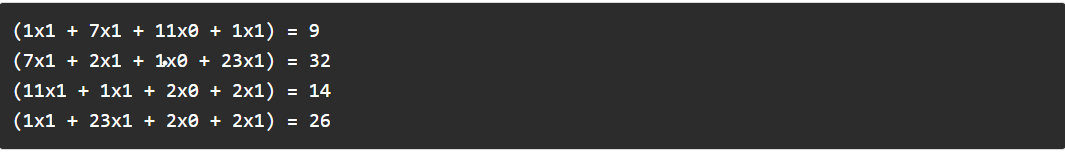 (1x1 + 7x1 + 11x0 + 1x1) = 9
(7x1 + 2x1 + 1x0 + 23x1) = 32
(11x1 + 1x1 + 2x0 + 2x1) = 14
(1x1 + 23x1 + 2x0 + 2x1) = 26